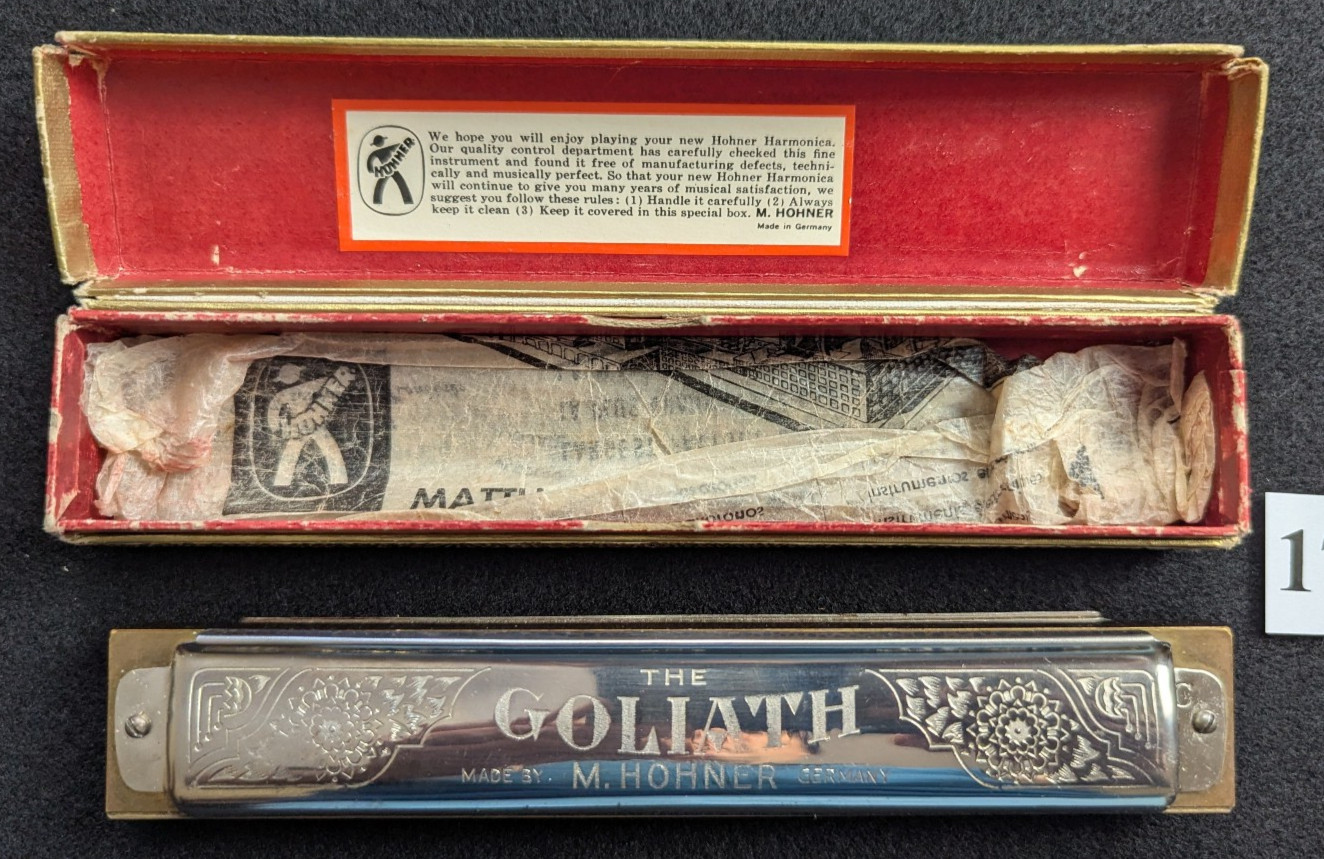 HOHNER
We hope you will enjoy playing your new Hohner Harmonica.
Our quality control department has carefully checked this fine
instrument and found it free of manufacturing defects, techni-
cally and musically perfect. So that your new Hohner Harmonica
will continue to give you many years of musical satisfaction, we
suggest you follow these rules: (1) Handle it carefully (2) Always
keep it clean (3) Keep it covered in this special box. M. HOHNER
Made in Germany
HOHNER
MATTH
THE
GOLIATH
MADE BY M. HOHNER GERMANY
1